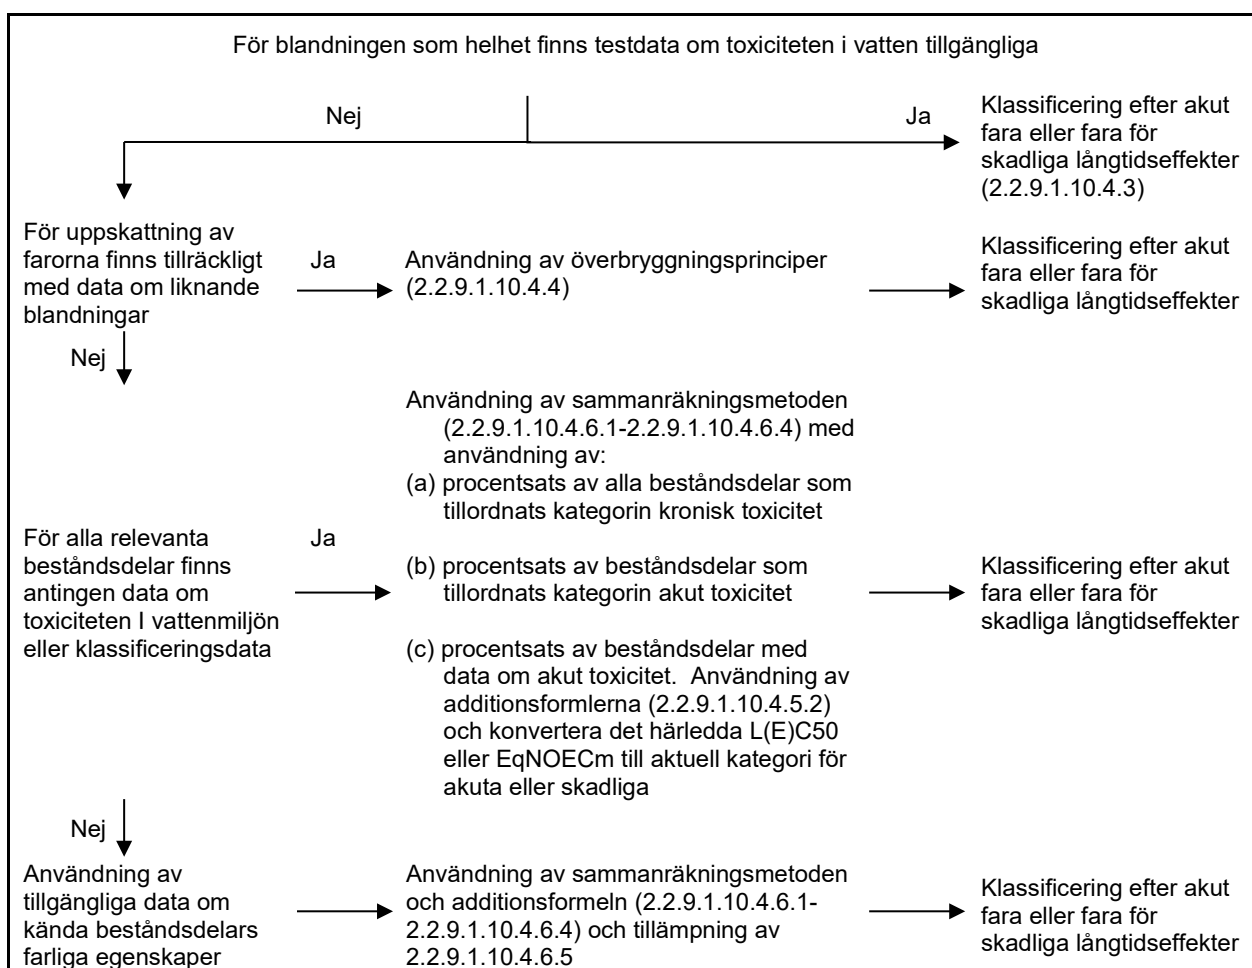 För blandningen som helhet finns testdata om toxiciteten i vatten tillgängliga
Nej
Ja
Klassificering efter akut
fara eller fara för
skadliga långtidseffekter
(2.2.9.1.10.4.3)
För uppskattning av
farorna finns tillräckligt
med data om liknande
blandningar
Ja
Användning av överbryggningsprinciper
(2.2.9.1.10.4.4)
Klassificering efter akut
fara eller fara för
skadliga långtidseffekter
Nej
För alla relevanta
beståndsdelar finns
antingen data om
toxiciteten I vattenmiljön
eller klassificeringsdata
Ja
Användning av sammanräkningsmetoden
(2.2.9.1.10.4.6.1-2.2.9.1.10.4.6.4) med
användning av:
(a) procentsats av alla beståndsdelar som
tillordnats kategorin kronisk toxicitet
(b) procentsats av beståndsdelar som
tillordnats kategorin akut toxicitet
(c) procentsats av beståndsdelar med
data om akut toxicitet. Användning av
additionsformlerna (2.2.9.1.10.4.5.2)
och konvertera det härledda L(E)C50
eller EqNOECm till aktuell kategori för
akuta eller skadliga
Klassificering efter akut
fara eller fara för
skadliga långtidseffekter
Nej
Användning av
tillgängliga data om
kända beståndsdelars
farliga egenskaper
Användning av sammanräkningsmetoden
och additionsformeln (2.2.9.1.10.4.6.1-
2.2.9.1.10.4.6.4) och tillämpning av
2.2.9.1.10.4.6.5
Klassificering efter akut
fara eller fara för
skadliga långtidseffekter